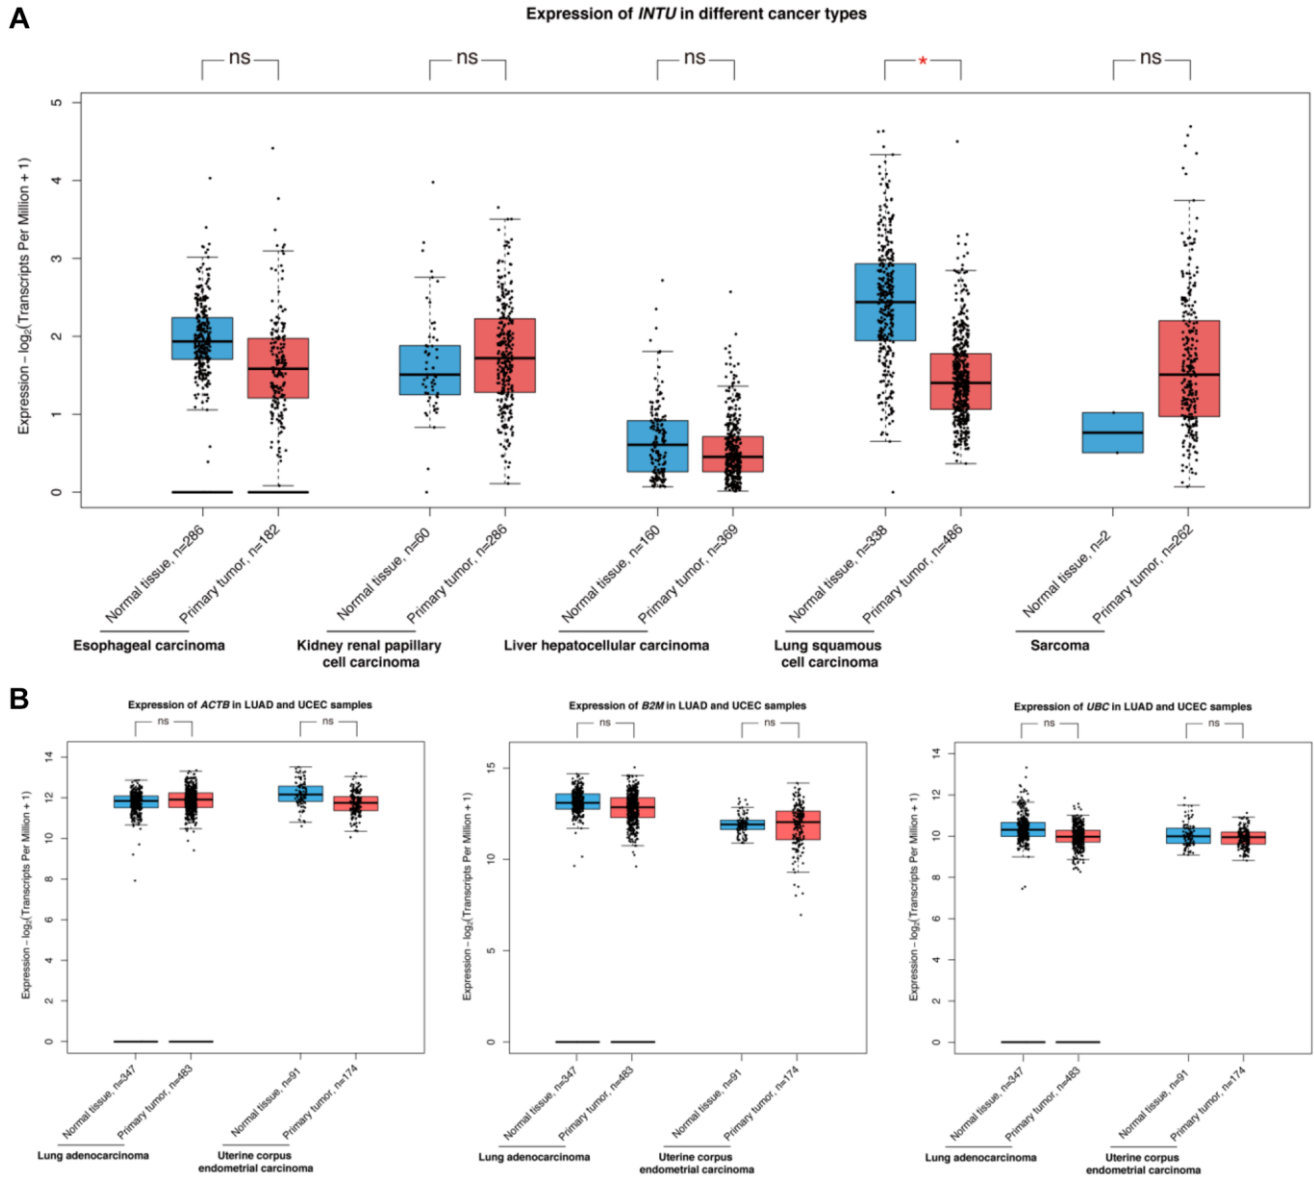 A
Expression of INTU in different cancer types
ns
ns
ns
*
ns
Expression – log2(Transcripts Per Million + 1)
5
4
3
2
1
0
Normal tissue, n=286
Primary tumor, n=182
Normal tissue, n=60
Primary tumor, n=286
Normal tissue, n=160
Primary tumor, n=369
Normal tissue, n=338
Primary tumor, n=486
Normal tissue, n=2
Primary tumor, n=262
Esophageal carcinoma
Kidney renal papillary
cell carcinoma
Liver hepatocellular carcinoma
Lung squamous
cell carcinoma
Sarcoma
B
Expression of ACTB in LUAD and UCEC samples
ns
ns
Expression – log2(Transcripts Per Million + 1)
14
12
10
8
6
4
2
0
Normal tissue, n=347
Primary tumor, n=483
Normal tissue, n=91
Primary tumor, n=174
Lung adenocarcinoma
Uterine corpus
endometrial carcinoma
Expression of B2M in LUAD and UCEC samples
ns
ns
Expression – log2(Transcripts Per Million + 1)
15
10
5
0
Normal tissue, n=347
Primary tumor, n=483
Normal tissue, n=91
Primary tumor, n=174
Lung adenocarcinoma
Uterine corpus
endometrial carcinoma
Expression of UBC in LUAD and UCEC samples
ns
ns
Expression – log2(Transcripts Per Million + 1)
14
12
10
8
6
4
2
0
Normal tissue, n=347
Primary tumor, n=483
Normal tissue, n=91
Primary tumor, n=174
Lung adenocarcinoma
Uterine corpus
endometrial carcinoma